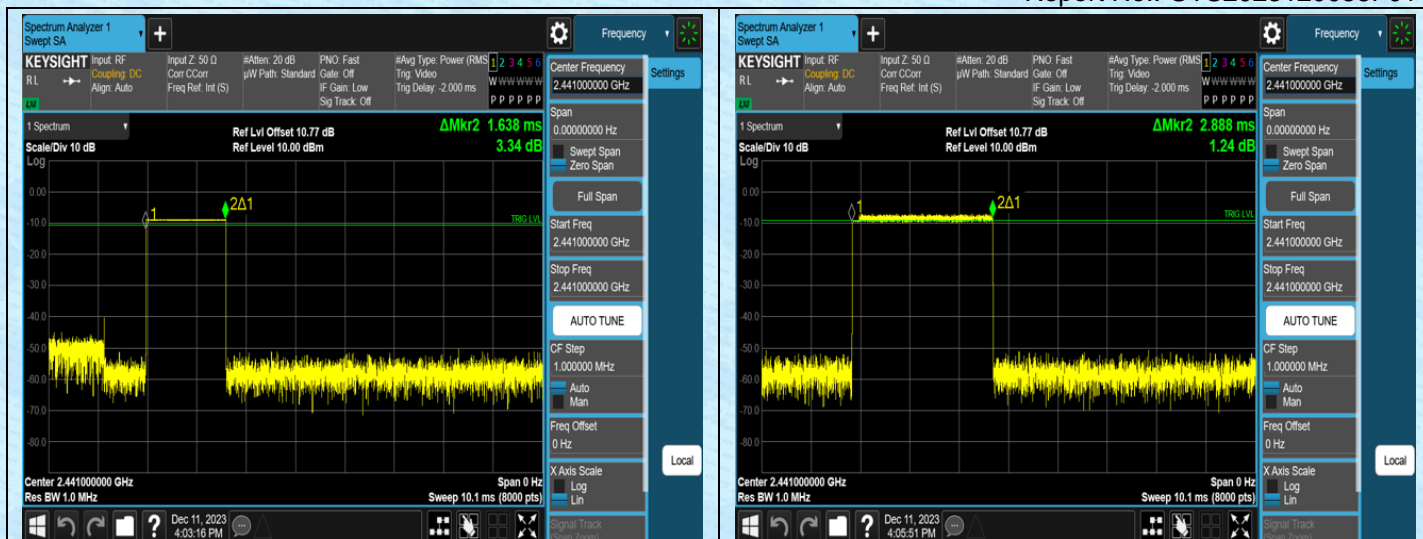 Spectrum Analyzer 1
Swept SA
+
Frequency
KEYSIGHT
RL
LXI
Input: RF
Coupling: DC
Align: Auto
Input Z: 50 Ω
Corr CCorr
Freq Ref: Int (S)
#Atten: 20 dB
µW Path: Standard
PNO: Fast
Gate: Off
IF Gain: Low
Sig Track: Off
#Avg Type: Power (RMS
Trig: Video
Trig Delay: -2.000 ms
1 2 3 4 5 6
W W W W W W
P P P P P P
Center Frequency
2.441000000 GHz
Settings
1 Spectrum
Scale/Div 10 dB
Log
Ref Lvl Offset 10.77 dB
Ref Level 10.00 dBm
ΔMkr2 1.638 ms
3.34 dB
0.00
-10.0
-20.0
-30.0
-40.0
-50.0
-60.0
-70.0
-80.0
1
2Δ1
TRIG LVL
Span
0.00000000 Hz
Swept Span
Zero Span
Full Span
Start Freq
2.441000000 GHz
Stop Freq
2.441000000 GHz
AUTO TUNE
CF Step
1.000000 MHz
Auto
Man
Freq Offset
0 Hz
X Axis Scale
Log
Lin
Signal Track
(Span Zoom)
Local
Center 2.441000000 GHz
Res BW 1.0 MHz
Span 0 Hz
Sweep 10.1 ms (8000 pts)
?
Dec 11, 2023
4:03:16 PM
Spectrum Analyzer 1
Swept SA
+
Frequency
KEYSIGHT
RL
LXI
Input: RF
Coupling: DC
Align: Auto
Input Z: 50 Ω
Corr CCorr
Freq Ref: Int (S)
#Atten: 20 dB
µW Path: Standard
PNO: Fast
Gate: Off
IF Gain: Low
Sig Track: Off
#Avg Type: Power (RMS
Trig: Video
Trig Delay: -2.000 ms
1 2 3 4 5 6
W W W W W W
P P P P P P
Center Frequency
2.441000000 GHz
Settings
1 Spectrum
Scale/Div 10 dB
Log
Ref Lvl Offset 10.77 dB
Ref Level 10.00 dBm
ΔMkr2 2.888 ms
1.24 dB
0.00
-10.0
-20.0
-30.0
-40.0
-50.0
-60.0
-70.0
-80.0
1
2Δ1
TRIG LVL
Span
0.00000000 Hz
Swept Span
Zero Span
Full Span
Start Freq
2.441000000 GHz
Stop Freq
2.441000000 GHz
AUTO TUNE
CF Step
1.000000 MHz
Auto
Man
Freq Offset
0 Hz
X Axis Scale
Log
Lin
Signal Track
(Span Zoom)
Local
Center 2.441000000 GHz
Res BW 1.0 MHz
Span 0 Hz
Sweep 10.1 ms (8000 pts)
?
Dec 11, 2023
4:05:51 PM